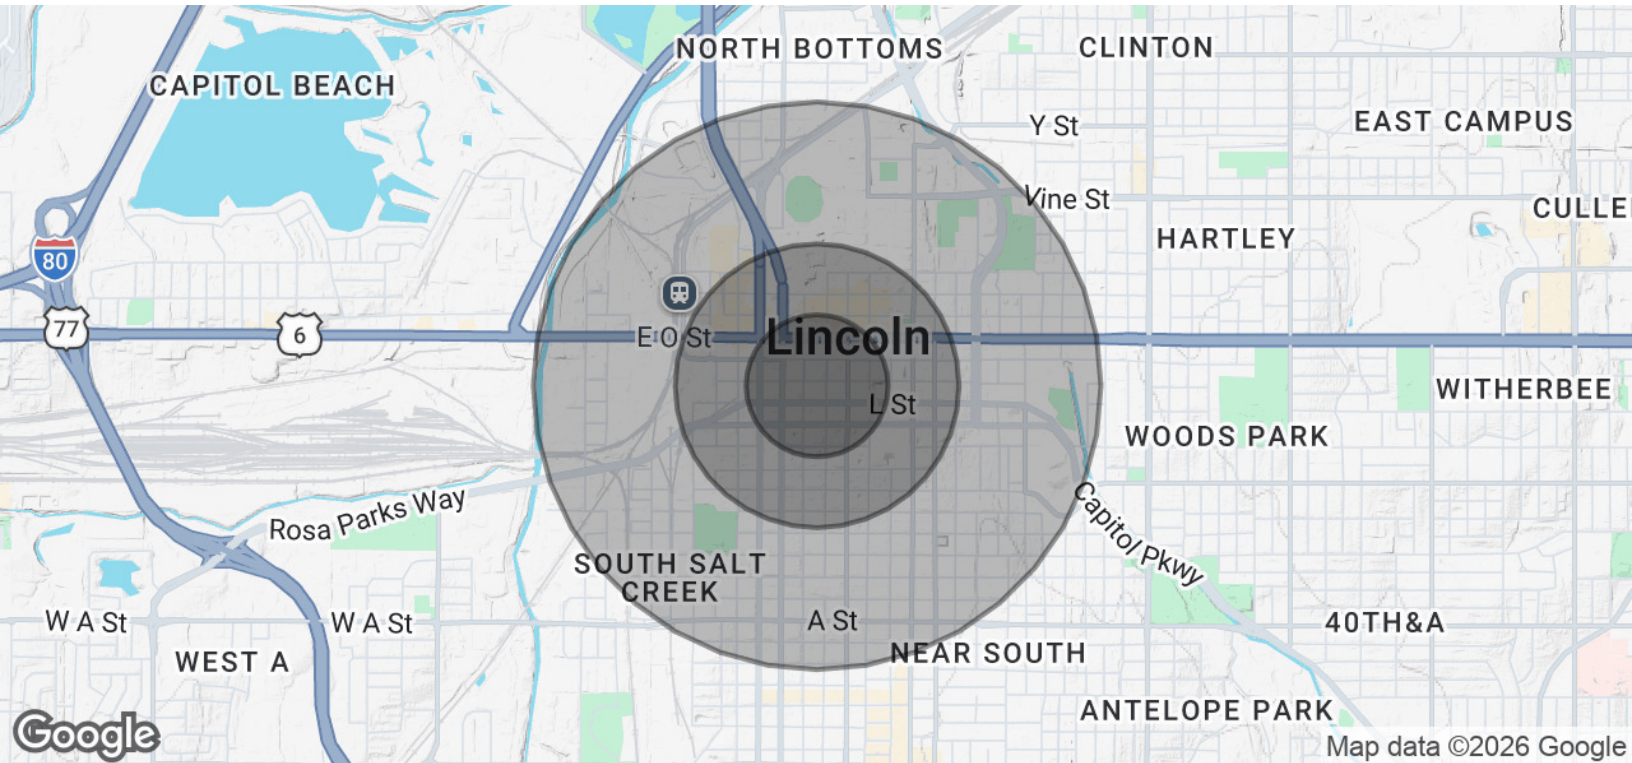 NORTH BOTTOMS
CLINTON
CAPITOL BEACH
Y St
EAST CAMPUS
Vine St
CULLE
HARTLEY
80
77
6
E O St
Lincoln
WITHERBEE
L St
WOODS PARK
Rosa Parks Way
Capitol Pkwy
SOUTH SALT
CREEK
W A St
W A St
A St
40TH&A
WEST A
NEAR SOUTH
ANTELOPE PARK
Google
Map data ©2026 Google